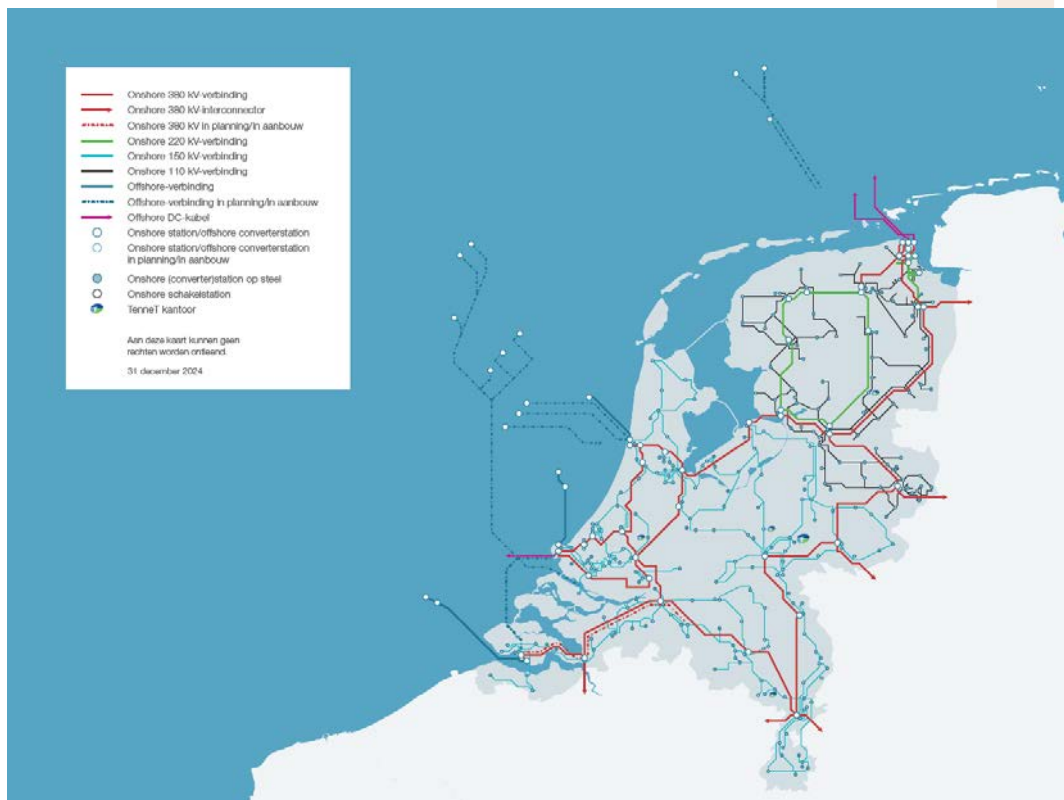 Onshore 380 kV-verbinding
Onshore 380 kV-interconnector
Onshore 380 kV in planning/in aanbouw
Onshore 220 kV-verbinding
Onshore 150 kV-verbinding
Onshore 110 kV-verbinding
Offshore-verbinding
Offshore-verbinding in planning/in aanbouw
Offshore DC-kabel
Onshore station/offshore converterstation
Onshore station/offshore converterstation
in planning/in aanbouw
Onshore (converter)station op steel
Onshore schakelstation
TenneT kantoor
Aan deze kaart kunnen geen
rechten worden ontleend.
31 december 2024